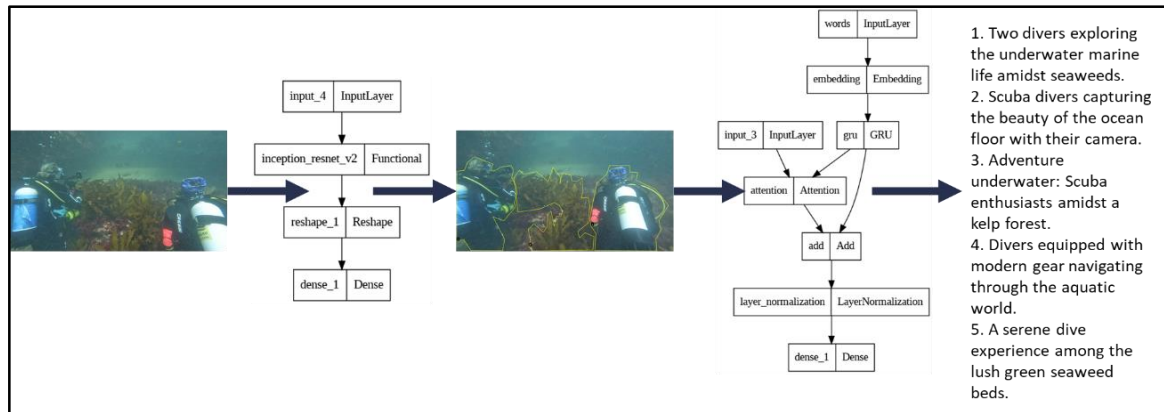 input_4 InputLayer
inception_resnet_v2 Functional
reshape_1 Reshape
dense_1 Dense
words InputLayer
embedding Embedding
input_3 InputLayer
gru GRU
attention Attention
add Add
layer_normalization LayerNormalization
dense_1 Dense
1. Two divers exploring
the underwater marine
life amidst seaweeds.
2. Scuba divers capturing
the beauty of the ocean
floor with their camera.
3. Adventure
underwater: Scuba
enthusiasts amidst a
kelp forest.
4. Divers equipped with
modern gear navigating
through the aquatic
world.
5. A serene dive
experience among the
lush green seaweed
beds.